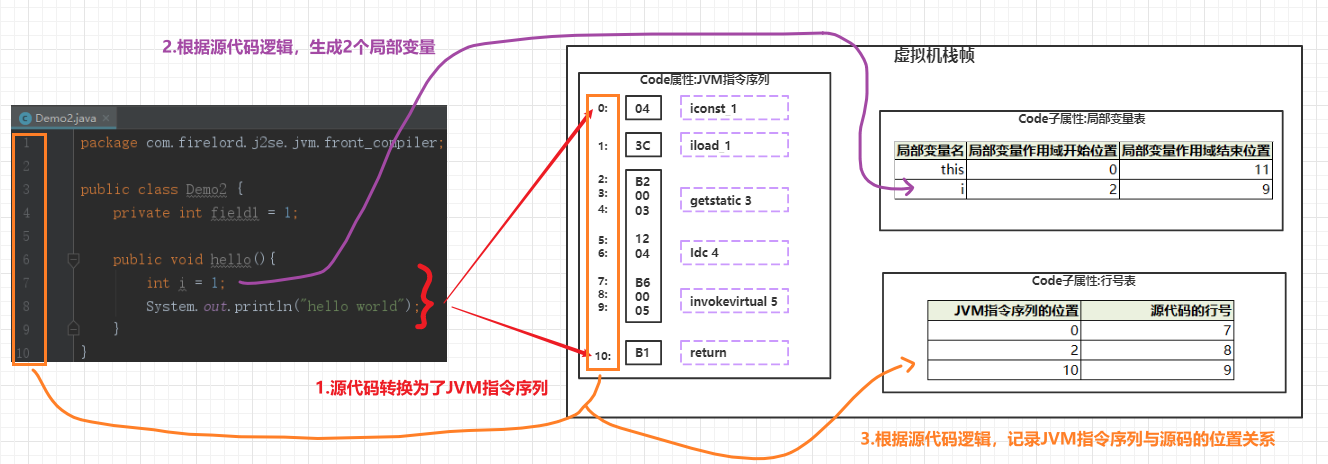 2.根据源代码逻辑，生成2个局部变量
Demo2.java
1 package com.firelord.j2se.jvm.front_compiler;
2
3 public class Demo2 {
4 private int field1 = 1;
5
6 public void hello(){
7 int i = 1;
8 System.out.println("hello world");
9 }
10 }
1.源代码转换为了JVM指令序列
虚拟机栈帧
Code属性:JVM指令序列
0: 04 iconst_1
1: 3C iload_1
2: B2
3: 00 getstatic 3
4: 03
5: 12
6: 04 ldc 4
7: B6
8: 00 invokevirtual 5
9: 05
10: B1 return
Code子属性:局部变量表
局部变量名 局部变量作用域开始位置 局部变量作用域结束位置
this 0 11
i 2 9
Code子属性:行号表
JVM指令序列的位置 源代码的行号
0 7
2 8
10 9
3.根据源代码逻辑，记录JVM指令序列与源码的位置关系